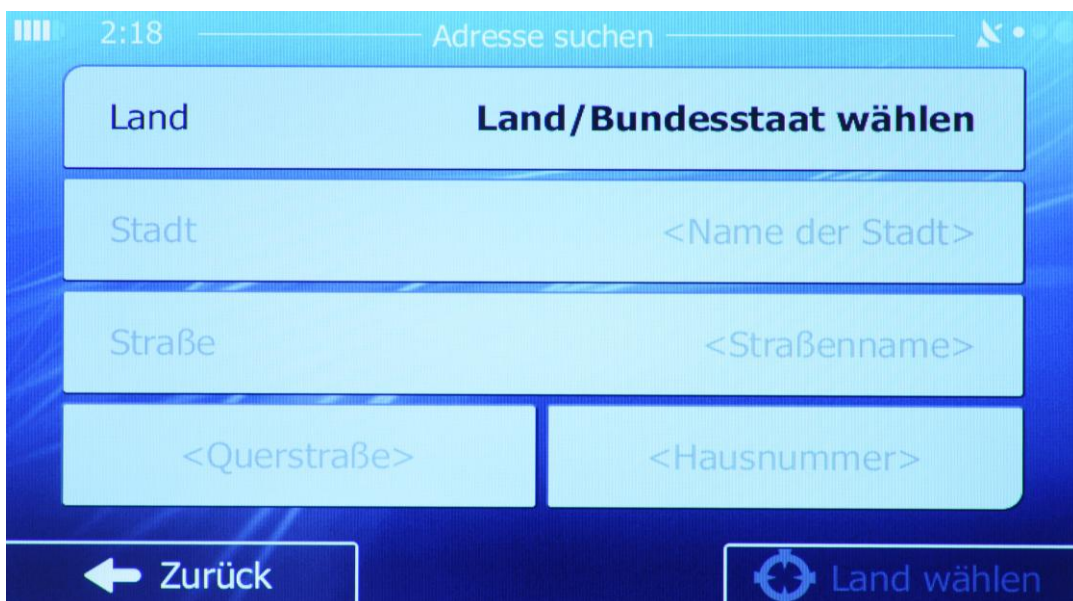 2:18 Adresse suchen
Land Land/Bundesstaat wählen
Stadt <Name der Stadt>
Straße <Straßenname>
<Querstraße> <Hausnummer>
Zurück Land wählen